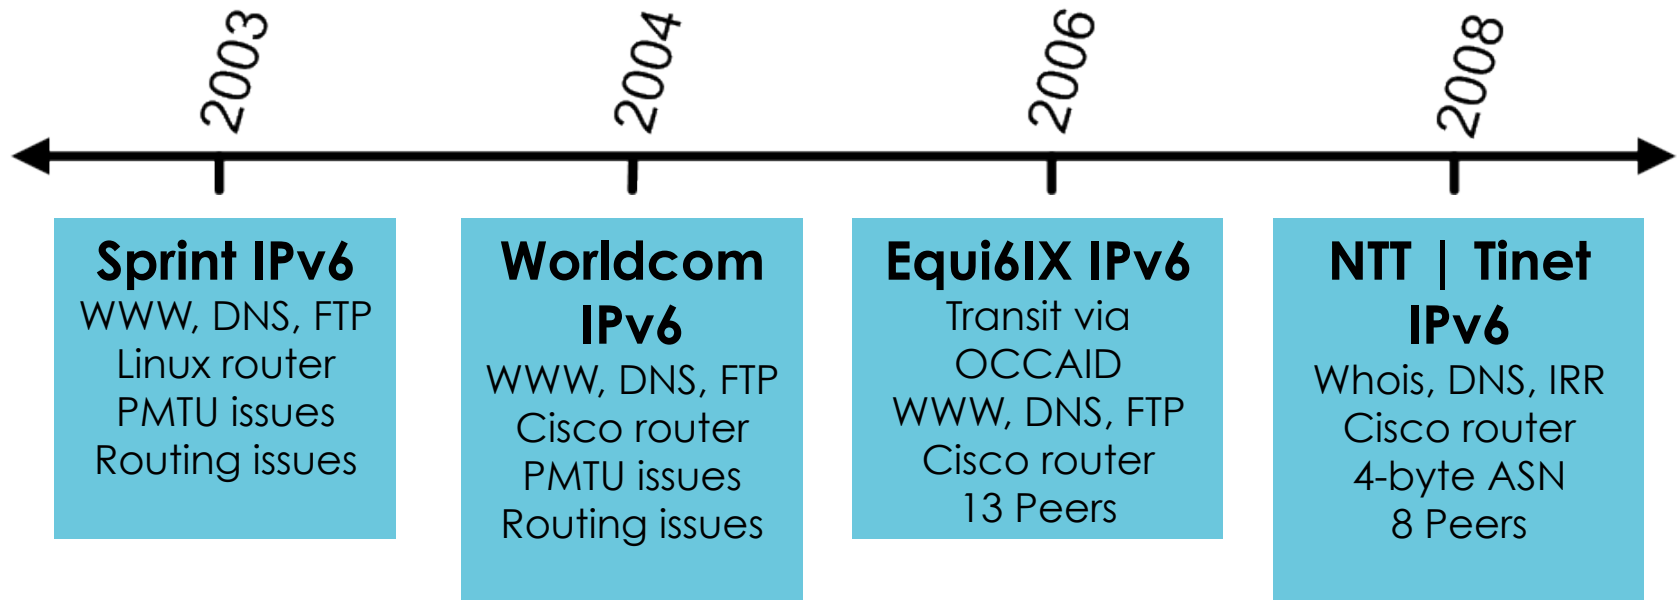 2003
2004
2006
2008
Sprint IPv6
WWW, DNS, FTP
Linux router
PMTU issues
Routing issues
Worldcom
IPv6
WWW, DNS, FTP
Cisco router
PMTU issues
Routing issues
Equi6IX IPv6
Transit via
OCCAID
WWW, DNS, FTP
Cisco router
13 Peers
NTT | Tinet
IPv6
Whois, DNS, IRR
Cisco router
4-byte ASN
8 Peers